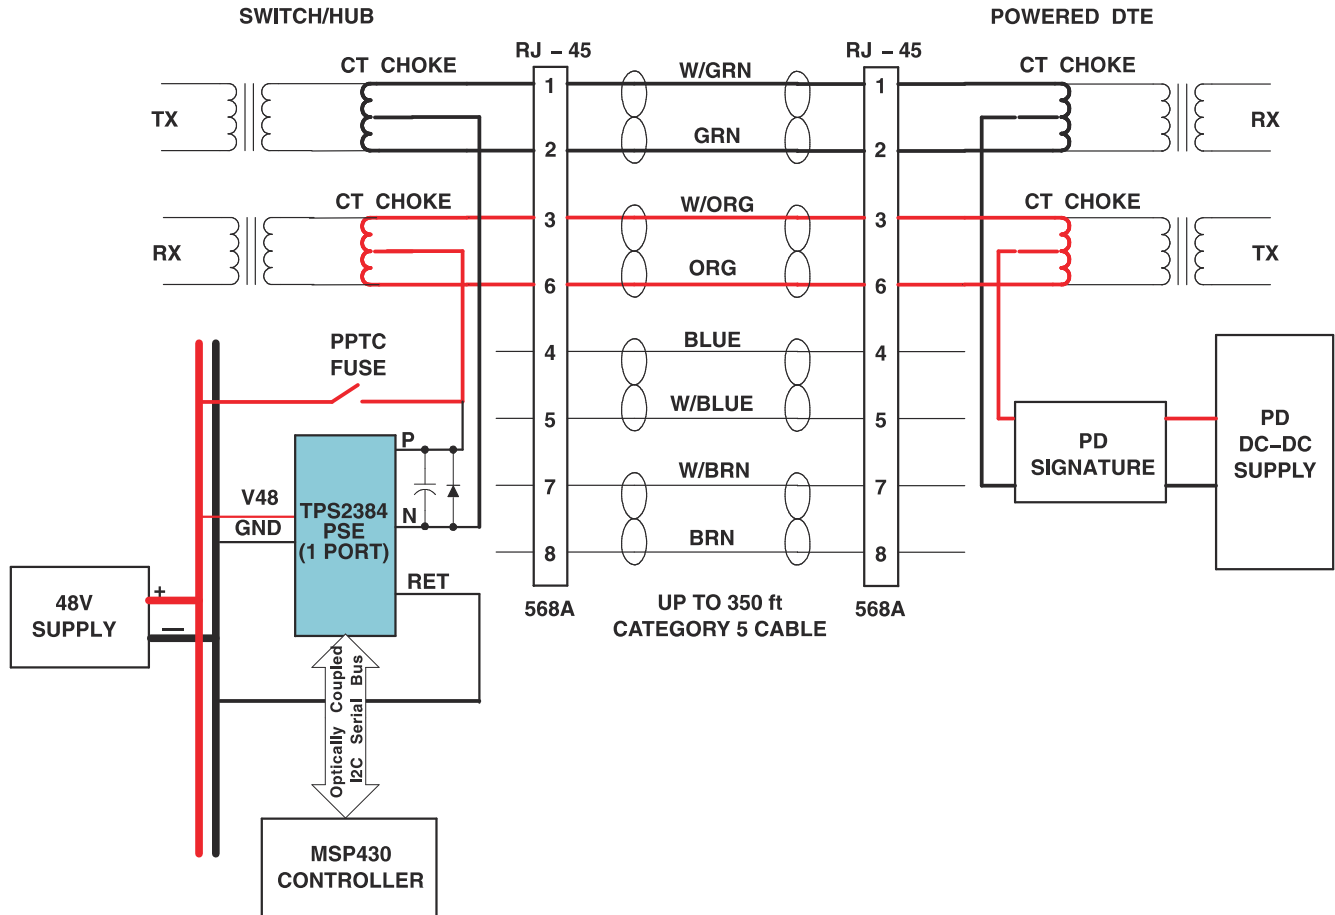 SWITCH/HUB
POWERED DTE
RJ – 45
RJ – 45
CT CHOKE
W/GRN
CT CHOKE
TX
1
1
RX
GRN
2
2
CT CHOKE
W/ORG
CT CHOKE
RX
3
3
TX
ORG
6
6
PPTC
FUSE
BLUE
4
4
W/BLUE
5
5
P
PD
SIGNATURE
PD
DC–DC
SUPPLY
W/BRN
7
7
V48
GND
TPS2384
PSE
(1 PORT)
N
BRN
8
8
RET
48V
SUPPLY
+
—
568A
568A
UP TO 350 ft
CATEGORY 5 CABLE
Optically Coupled
I2C Serial Bus
MSP430
CONTROLLER